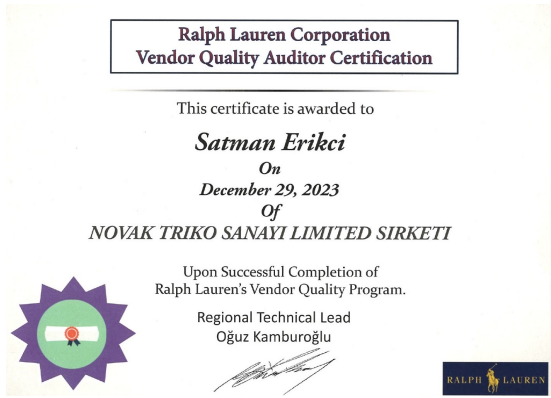 Ralph Lauren Corporation
Vendor Quality Auditor Certification
This certificate is awarded to
Satman Erikci
On
December 29, 2023
Of
NOVAK TRIKO SANAYI LIMITED SIRKETI
Upon Successful Completion of
Ralph Lauren's Vendor Quality Program.
Regional Technical Lead
Oğuz Kamburoğlu
RALPH LAUREN